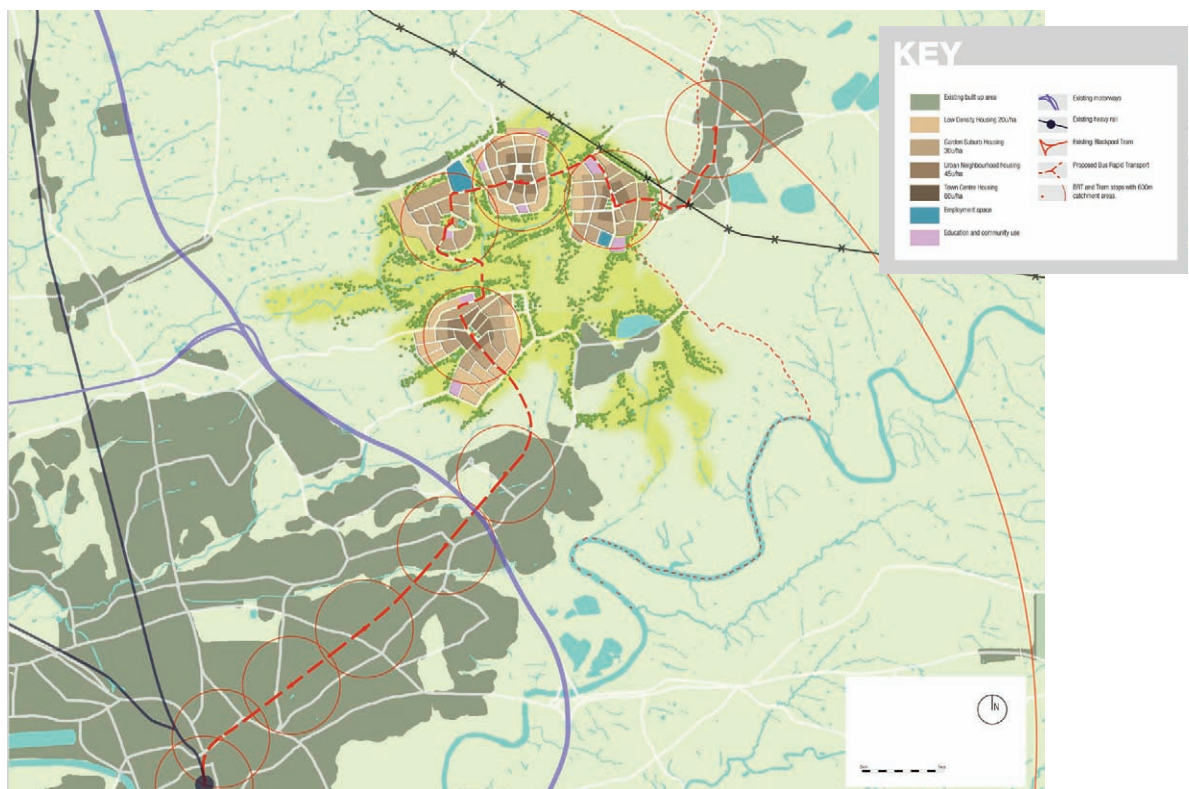 KEY
Existing built up area
Low Density Housing 20u/ha
Garden Suburb Housing
30u/ha
Urban Neighbourhood housing
45u/ha
Town Centre Housing
60u/ha
Employment space
Education and community use
Existing motorways
Existing heavy rail
Existing Blackpool Tram
Proposed Bus Rapid Transport
BRT and Tram stops with 600m
catchment areas.
N